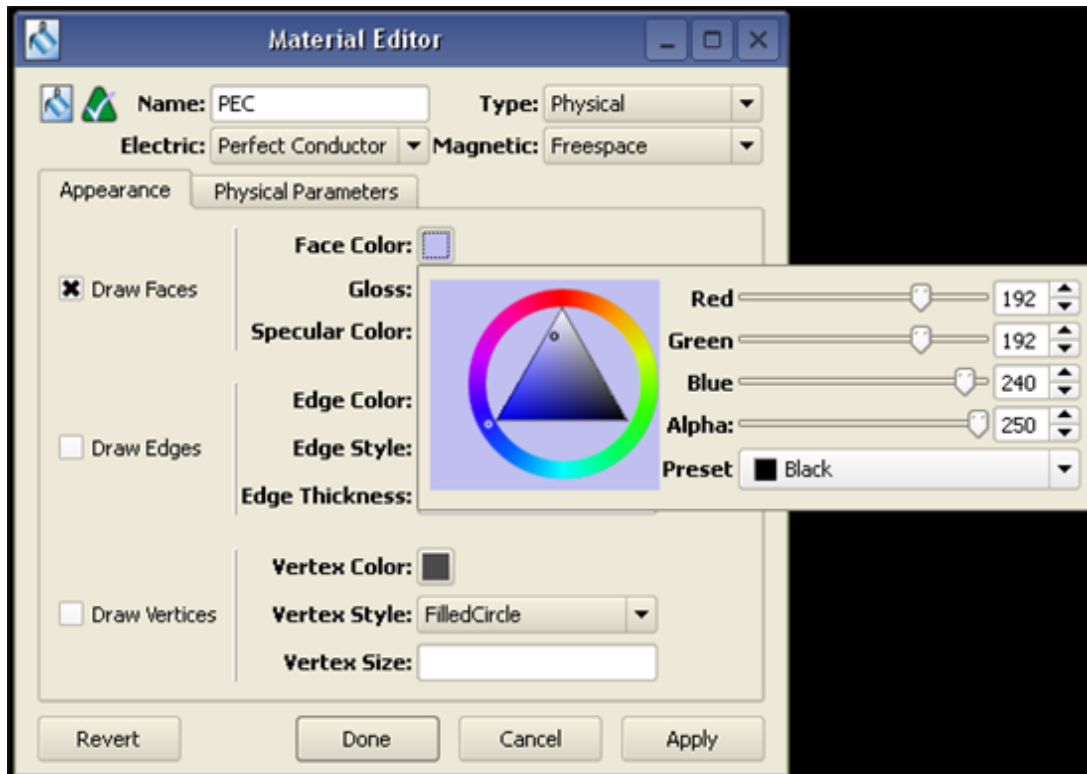 Material Editor
Name: PEC Type: Physical
Electric: Perfect Conductor Magnetic: Freespace
Appearance Physical Parameters
Face Color:
Draw Faces Gloss:
Specular Color:
Red 192
Green 192
Blue 240
Alpha: 250
Preset Black
Edge Color:
Draw Edges Edge Style:
Edge Thickness:
Vertex Color:
Draw Vertices Vertex Style: FilledCircle
Vertex Size:
Revert Done Cancel Apply